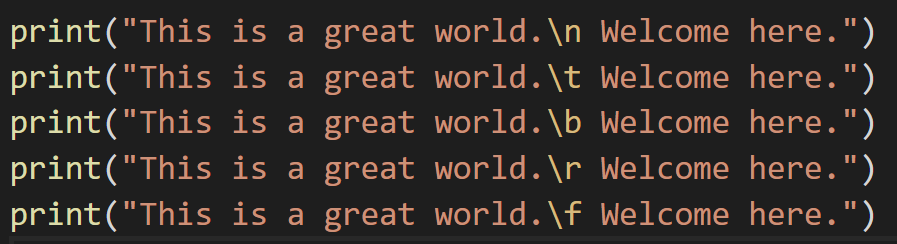 print("This is a great world.\n Welcome here.")
print("This is a great world.\t Welcome here.")
print("This is a great world.\b Welcome here.")
print("This is a great world.\r Welcome here.")
print("This is a great world.\f Welcome here.")